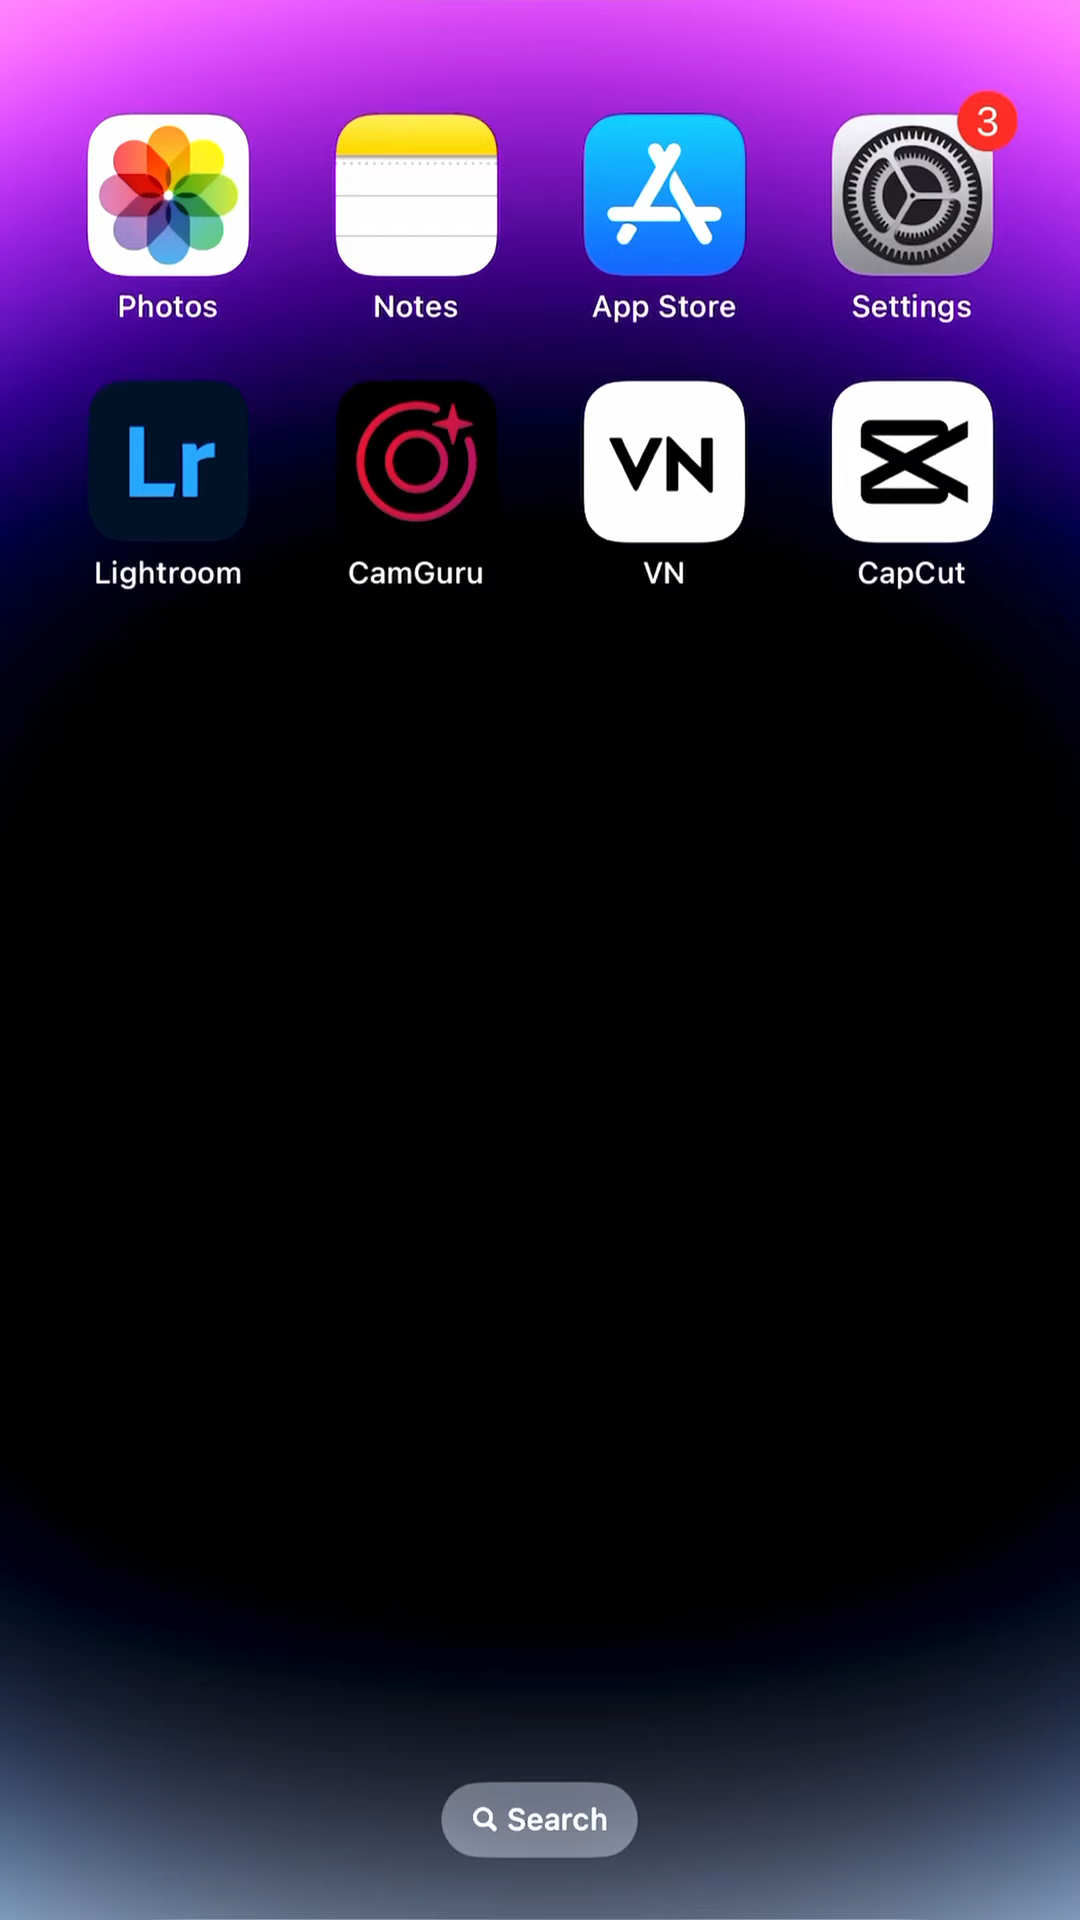 3
Photos Notes App Store Settings
Lr VN
Lightroom CamGuru VN CapCut
Search